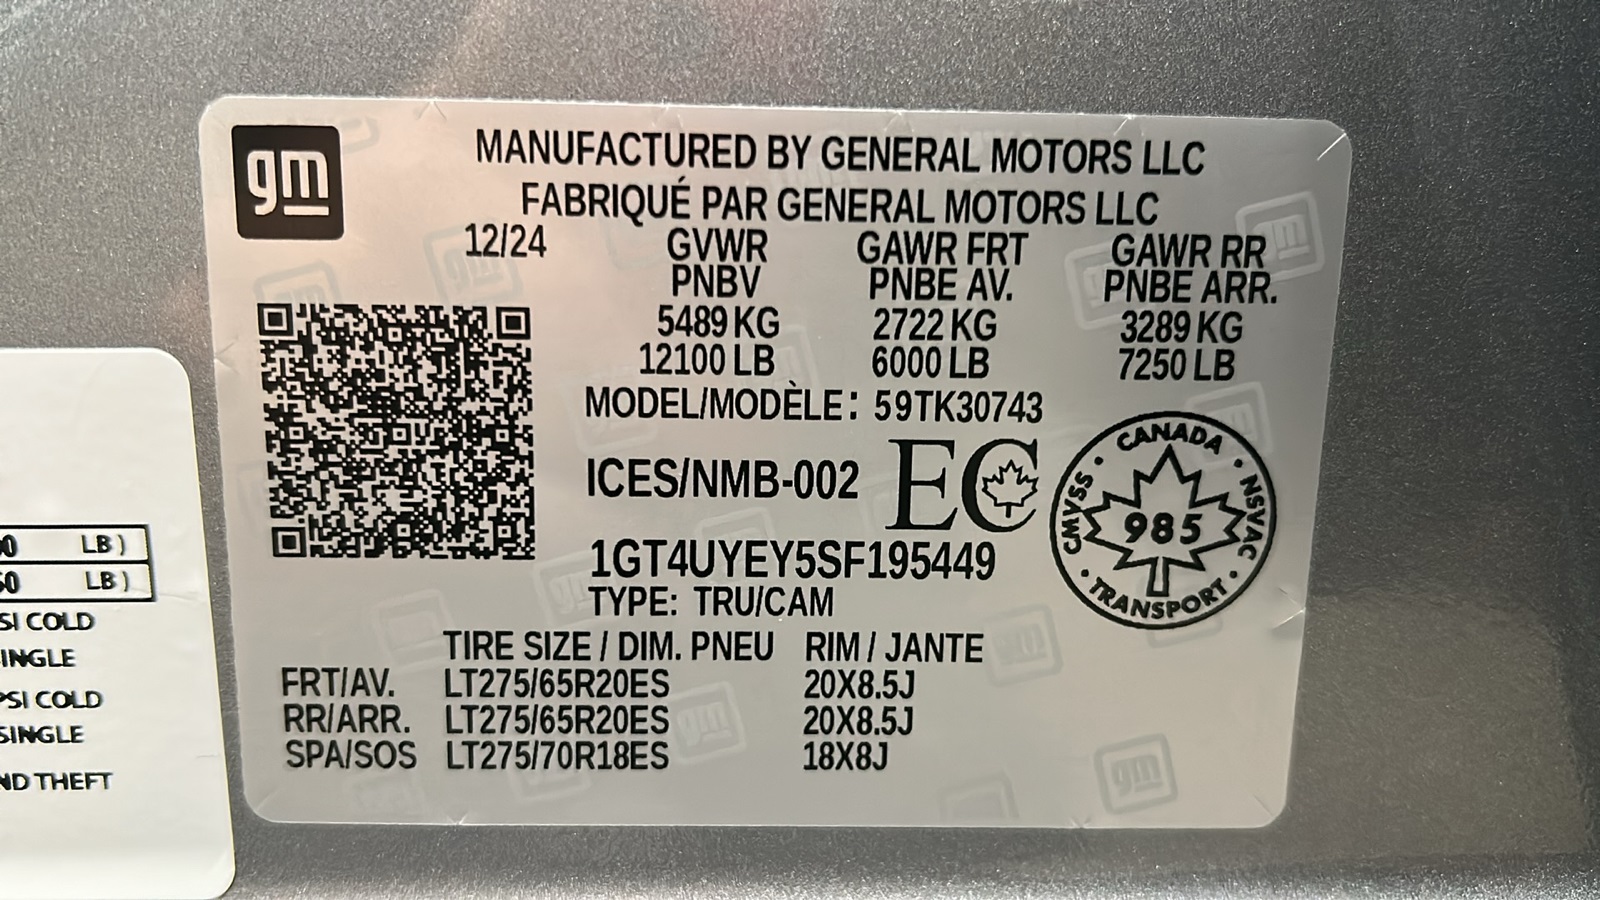 gm
MANUFACTURED BY GENERAL MOTORS LLC
FABRIQUÉ PAR GENERAL MOTORS LLC
12/24 GVWR GAWR FRT GAWR RR
PNBV PNBE AV. PNBE ARR.
5489 KG 2722 KG 3289 KG
12100 LB 6000 LB 7250 LB
MODEL/MODÈLE: 59TK30743
ICES/NMB-002 EC
CANADA · NSVAC · TRANSPORT · CMVSS ·
985
1GT4UYEY5SF195449
TYPE: TRU/CAM
TIRE SIZE / DIM. PNEU RIM / JANTE
FRT/AV. LT275/65R20ES 20X8.5J
RR/ARR. LT275/65R20ES 20X8.5J
SPA/SOS LT275/70R18ES 18X8J
LB)
LB)
SI COLD
INGLE
PSI COLD
SINGLE
ND THEFT